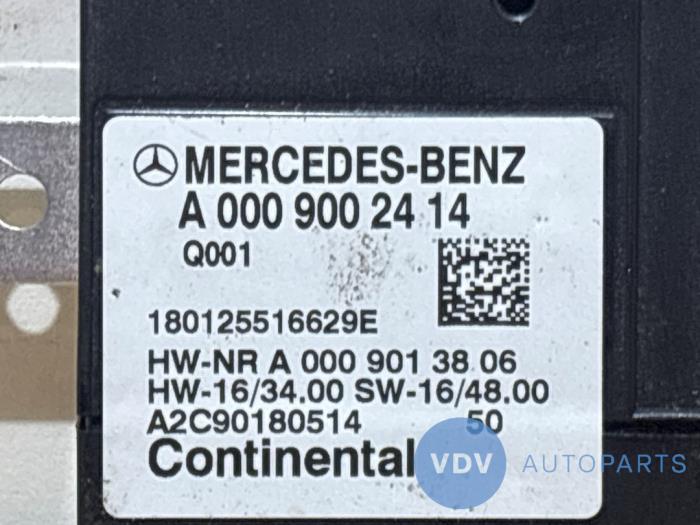 MERCEDES-BENZ
A 000 900 24 14
Q001
180125516629E
HW-NR A 000 901 38 06
HW-16/34.00 SW-16/48.00
A2C90180514 50
Continental
VDV AUTOPARTS